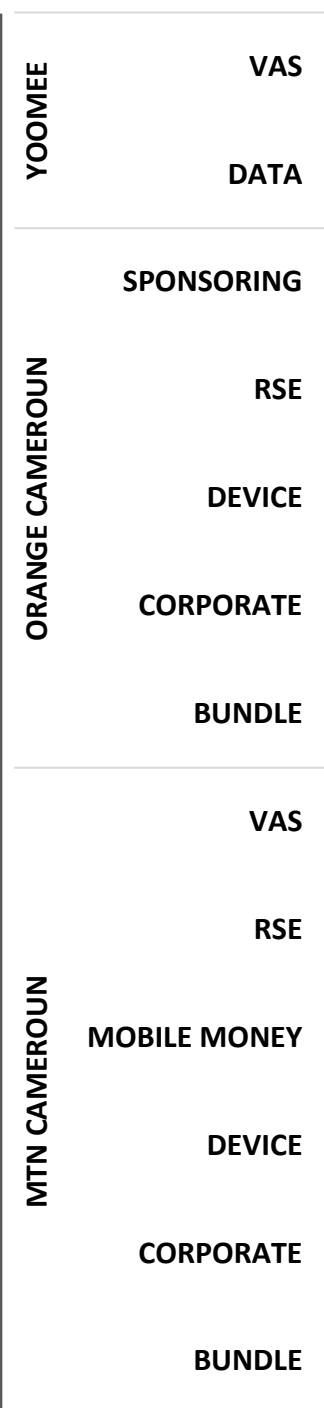 YOOMEE
VAS
DATA
ORANGE CAMEROUN
SPONSORING
RSE
DEVICE
CORPORATE
BUNDLE
MTN CAMEROUN
VAS
RSE
MOBILE MONEY
DEVICE
CORPORATE
BUNDLE